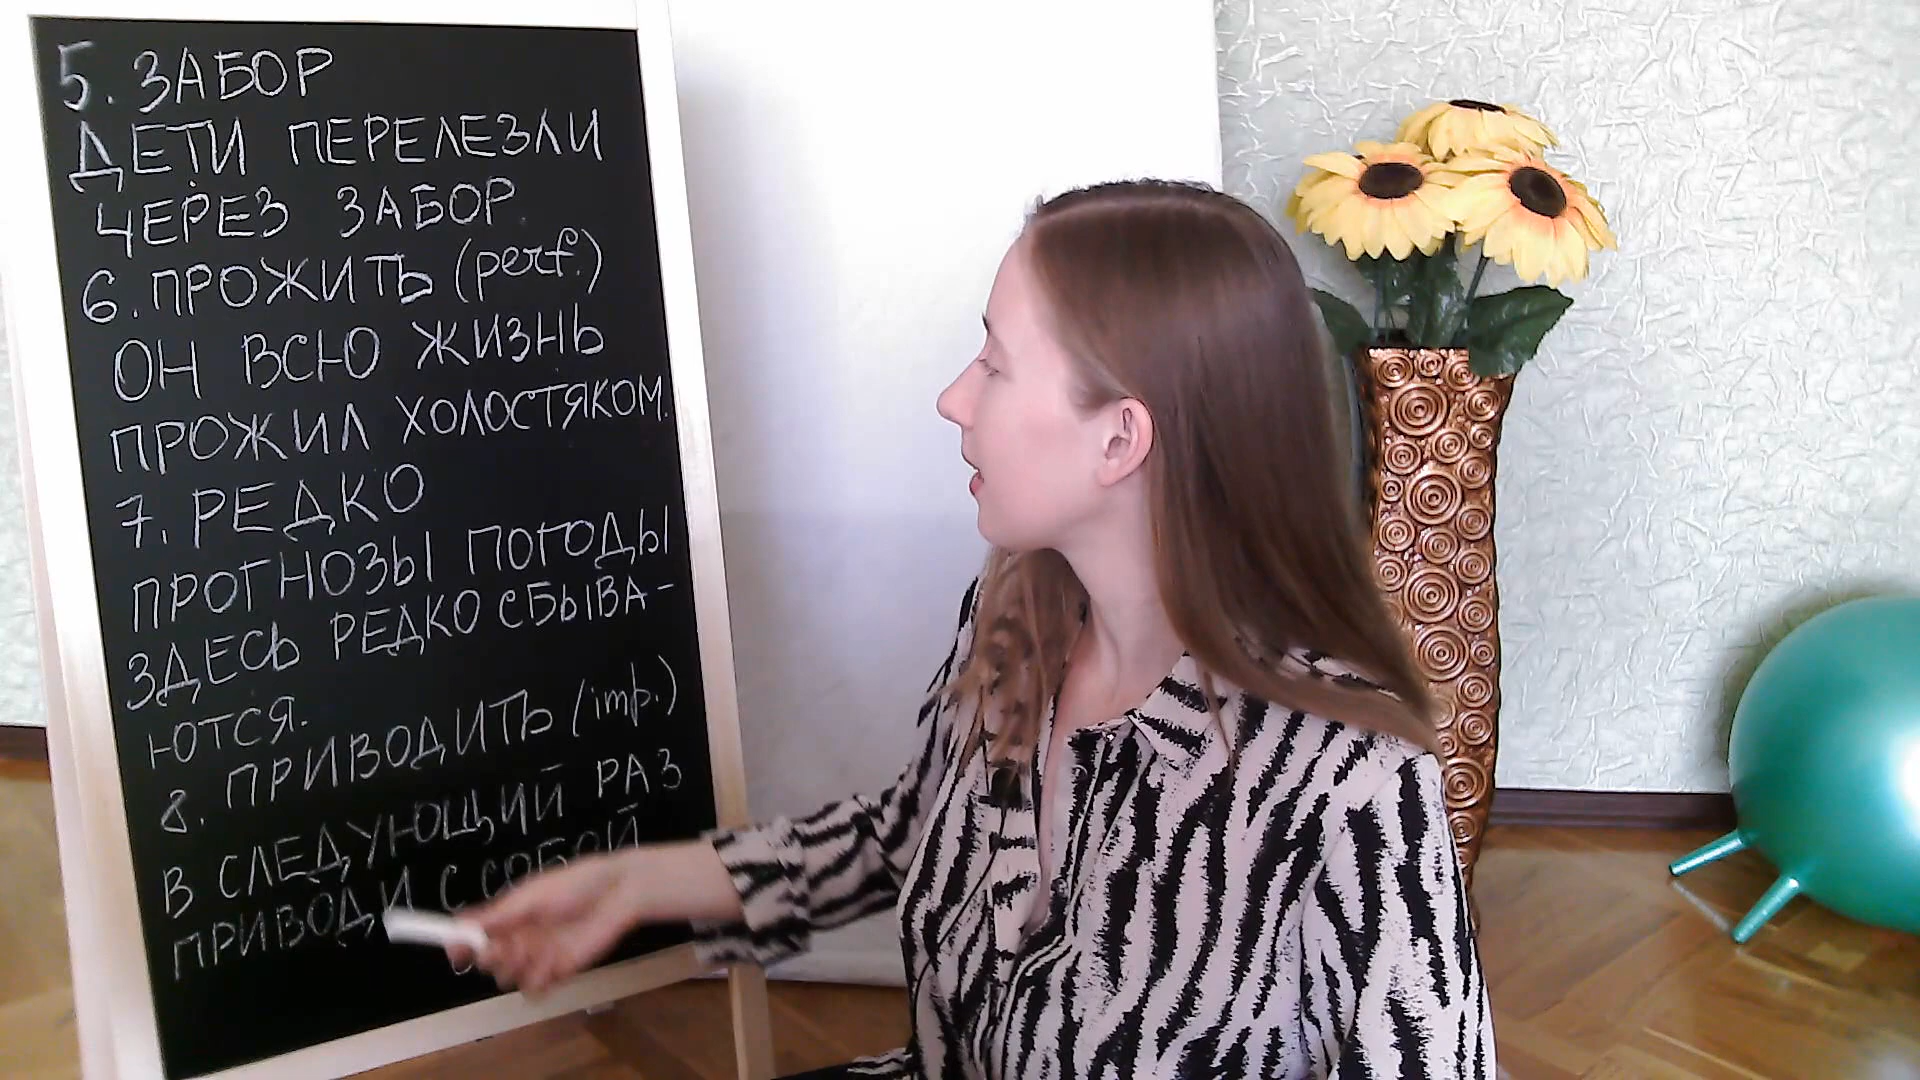 5. ЗАБОР
ДЕТИ ПЕРЕЛЕЗЛИ
ЧЕРЕЗ ЗАБОР.
6. ПРОЖИТЬ (perf.)
ОН ВСЮ ЖИЗНЬ
ПРОЖИЛ ХОЛОСТЯКОМ.
7. РЕДКО
ПРОГНОЗЫ ПОГОДЫ
ЗДЕСЬ РЕДКО СБЫВА-
ЮТСЯ.
8. ПРИВОДИТЬ (imp.)
В СЛЕДУЮЩИЙ РАЗ
ПРИВОДИ С СОБОЙ